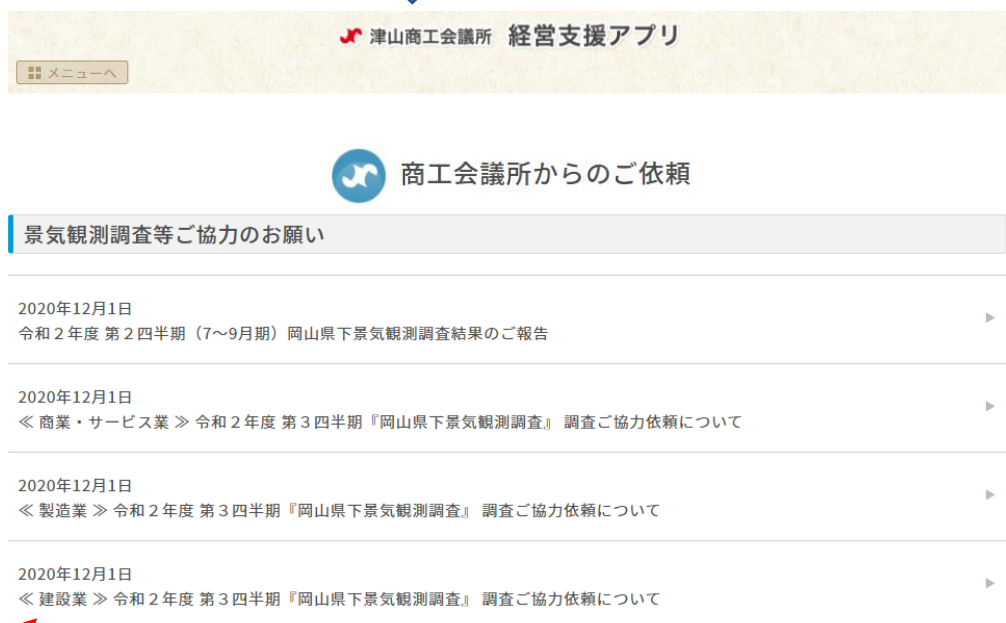 津山商工会議所 経営支援アプリ
メニューへ
商工会議所からのご依頼
景気観測調査等ご協力のお願い
2020年12月1日
令和２年度 第２四半期（7～9月期）岡山県下景気観測調査結果のご報告
2020年12月1日
≪ 商業・サービス業 ≫ 令和２年度 第３四半期『岡山県下景気観測調査』 調査ご協力依頼について
2020年12月1日
≪ 製造業 ≫ 令和２年度 第３四半期『岡山県下景気観測調査』 調査ご協力依頼について
2020年12月1日
≪ 建設業 ≫ 令和２年度 第３四半期『岡山県下景気観測調査』 調査ご協力依頼について